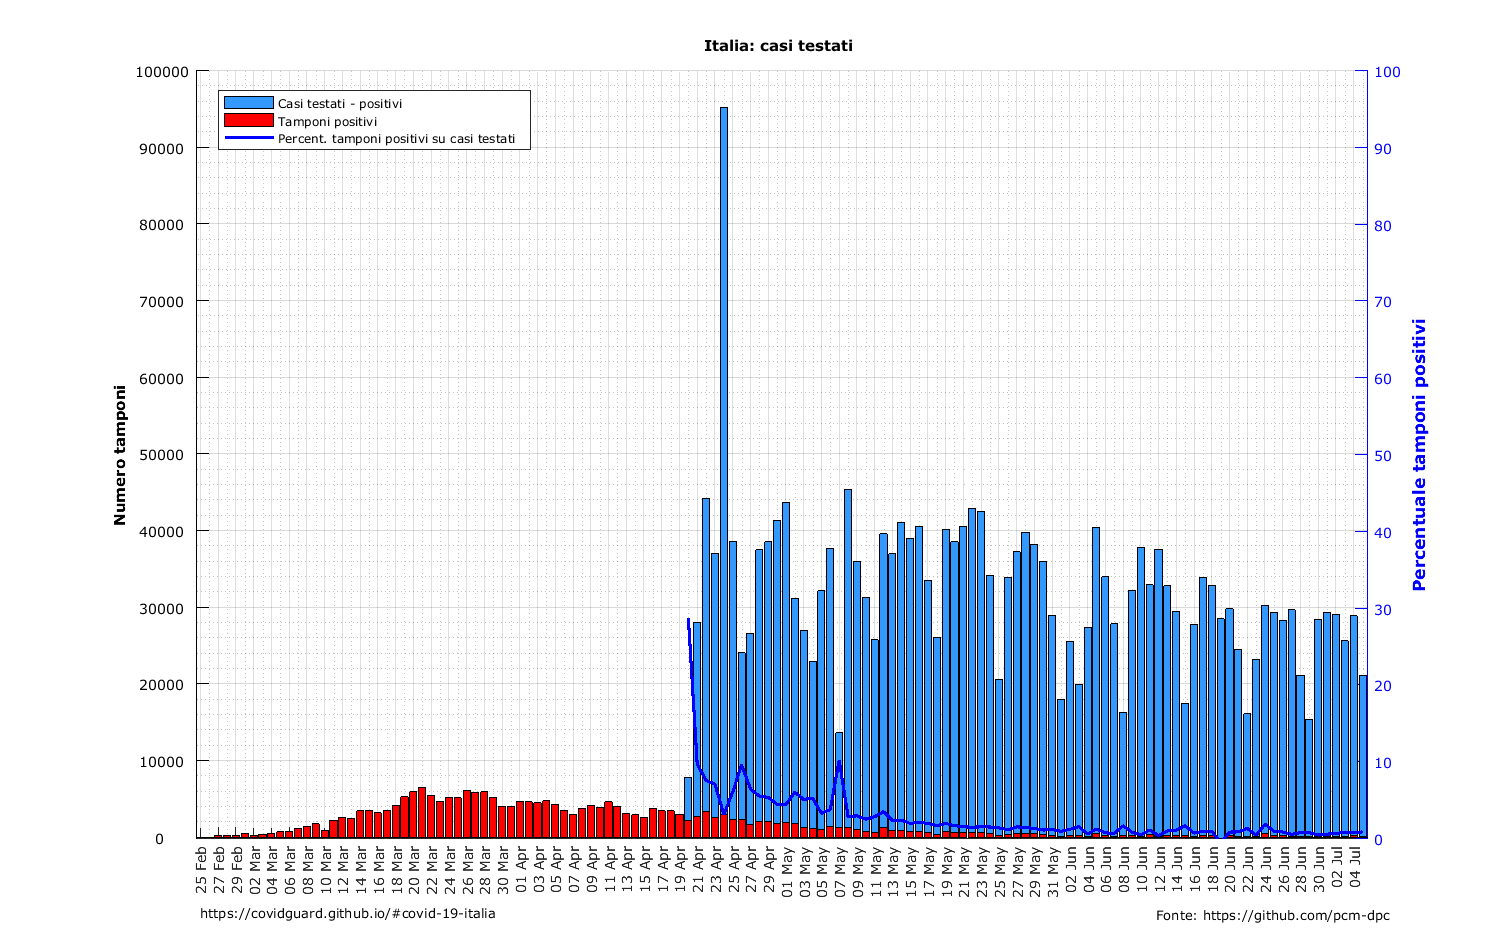 Italia: casi testati
Casi testati - positivi
Tamponi positivi
Percent. tamponi positivi su casi testati
Numero tamponi
100000
90000
80000
70000
60000
50000
40000
30000
20000
10000
0
Percentuale tamponi positivi
100
90
80
70
60
50
40
30
20
10
0
25 Feb
27 Feb
29 Feb
02 Mar
04 Mar
06 Mar
08 Mar
10 Mar
12 Mar
14 Mar
16 Mar
18 Mar
20 Mar
22 Mar
24 Mar
26 Mar
28 Mar
30 Mar
01 Apr
03 Apr
05 Apr
07 Apr
09 Apr
11 Apr
13 Apr
15 Apr
17 Apr
19 Apr
21 Apr
23 Apr
25 Apr
27 Apr
29 Apr
01 May
03 May
05 May
07 May
09 May
11 May
13 May
15 May
17 May
19 May
21 May
23 May
25 May
27 May
29 May
31 May
02 Jun
04 Jun
06 Jun
08 Jun
10 Jun
12 Jun
14 Jun
16 Jun
18 Jun
20 Jun
22 Jun
24 Jun
26 Jun
28 Jun
30 Jun
02 Jul
04 Jul
https://covidguard.github.io/#covid-19-italia
Fonte: https://github.com/pcm-dpc